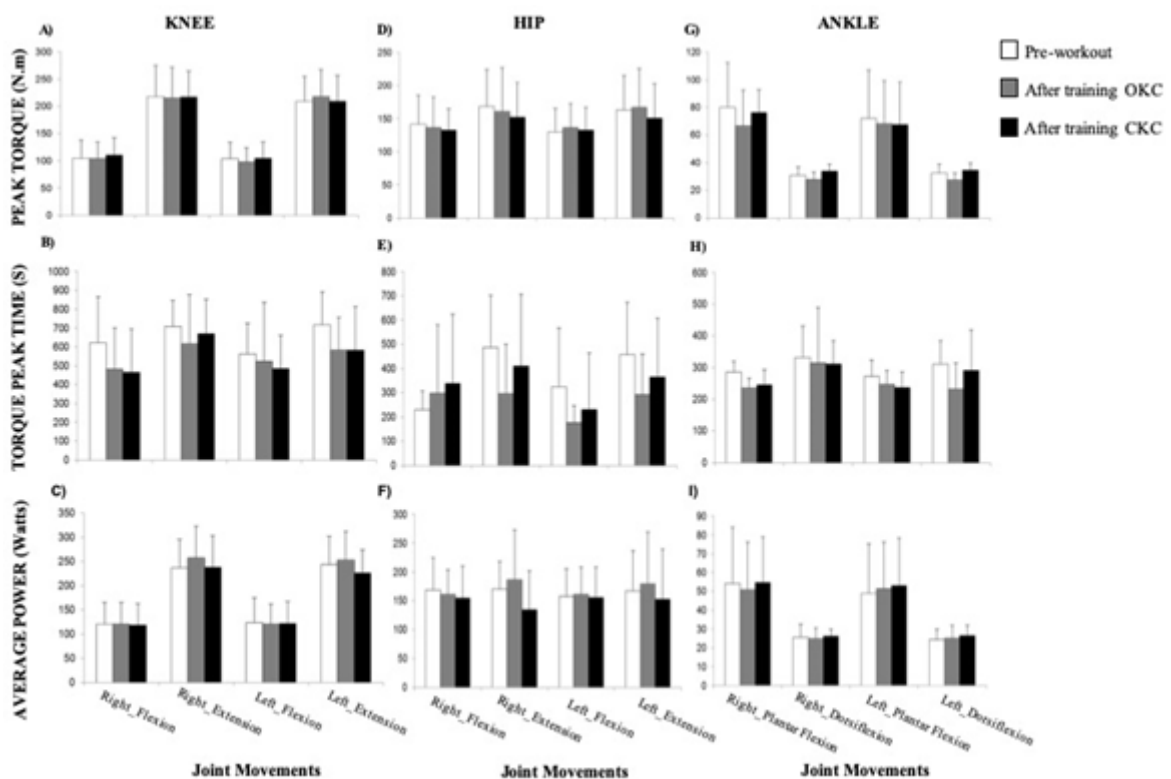 KNEE
HIP
ANKLE
A)
D)
G)
PEAK TORQUE (N.m)
300
250
200
150
100
50
0
250
200
150
100
50
0
120
100
80
60
40
20
0
Pre-workout
After training OKC
After training CKC
B)
E)
H)
TORQUE PEAK TIME (S)
1000
900
800
700
600
500
400
300
200
100
0
800
700
600
500
400
300
200
100
0
600
500
400
300
200
100
0
C)
F)
I)
AVERAGE POWER (Watts)
350
300
250
200
150
100
50
0
300
250
200
150
100
50
0
90
80
70
60
50
40
30
20
10
0
Right_Flexion
Right_Extension
Left_Flexion
Left_Extension
Right_Flexion
Right_Extension
Left_Flexion
Left_Extension
Right_Plantar Flexion
Right_Dorsiflexion
Left_Plantar Flexion
Left_Dorsiflexion
Joint Movements
Joint Movements
Joint Movements